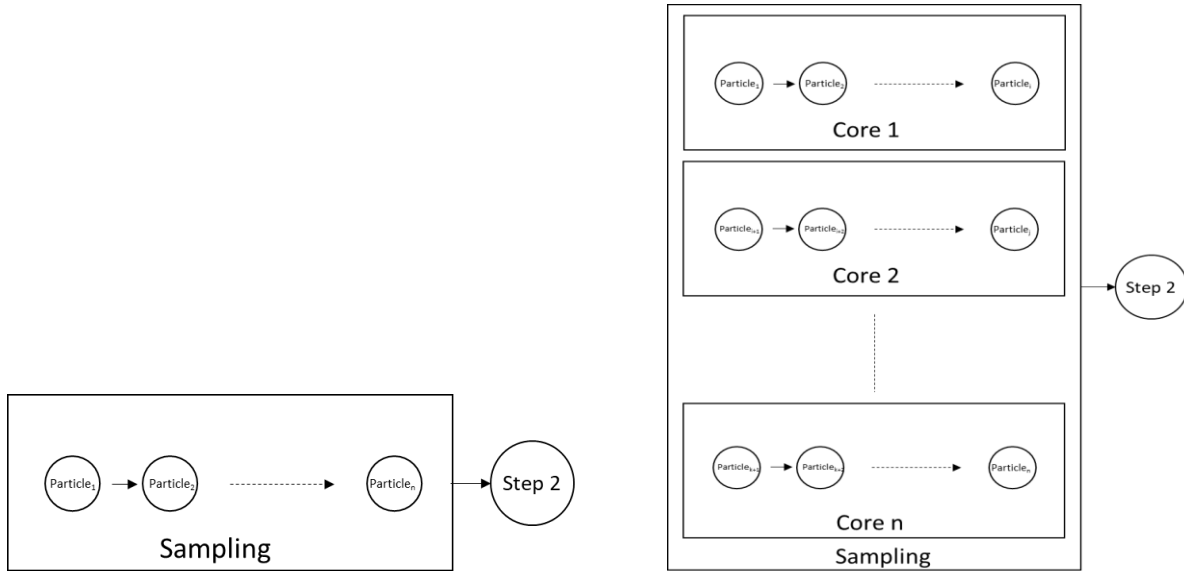 Particle₁ Particle₂ Particleₙ
Sampling
Step 2
Particle₁ Particle₂ Particleᵢ
Core 1
Particleᵢ₊₁ Particleᵢ₊₂ Particleⱼ
Core 2
Particleₖ₊₁ Particleₖ₊₂ Particleₙ
Core n
Sampling
Step 2